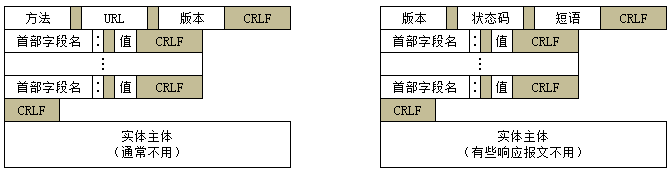 方法 URL 版本 CRLF
首部字段名 : 值 CRLF
⋮
首部字段名 : 值 CRLF
CRLF
实体主体
（通常不用）
版本 状态码 短语 CRLF
首部字段名 : 值 CRLF
⋮
首部字段名 : 值 CRLF
CRLF
实体主体
（有些响应报文不用）